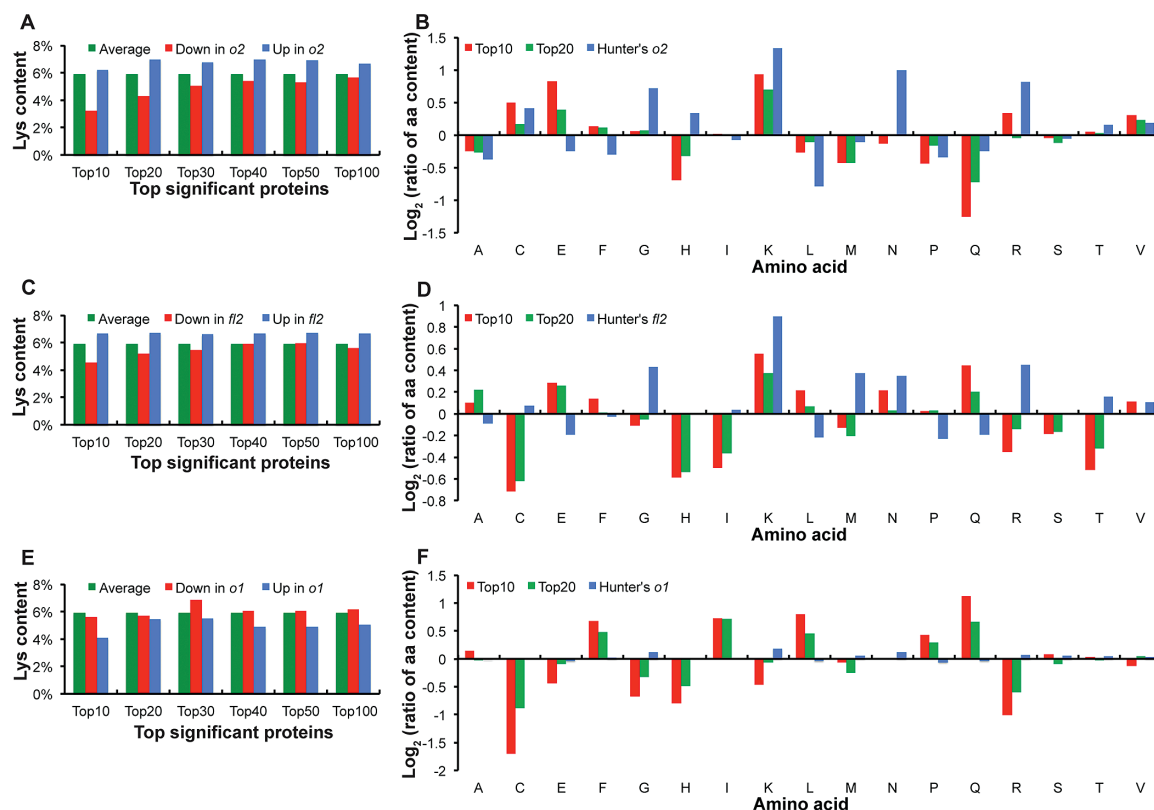 A
Average Down in o2 Up in o2
Lys content
8%
6%
4%
2%
0%
Top10 Top20 Top30 Top40 Top50 Top100
Top significant proteins
B
Top10 Top20 Hunter's o2
Log2 (ratio of aa content)
1.5
1
0.5
0
-0.5
-1
-1.5
A C E F G H I K L M N P Q R S T V
Amino acid
C
Average Down in fl2 Up in fl2
Lys content
8%
6%
4%
2%
0%
Top10 Top20 Top30 Top40 Top50 Top100
Top significant proteins
D
Top10 Top20 Hunter's fl2
Log2 (ratio of aa content)
1
0.8
0.6
0.4
0.2
0
-0.2
-0.4
-0.6
-0.8
A C E F G H I K L M N P Q R S T V
Amino acid
E
Average Down in o1 Up in o1
Lys content
8%
6%
4%
2%
0%
Top10 Top20 Top30 Top40 Top50 Top100
Top significant proteins
F
Top10 Top20 Hunter's o1
Log2 (ratio of aa content)
1.5
1
0.5
0
-0.5
-1
-1.5
-2
A C E F G H I K L M N P Q R S T V
Amino acid